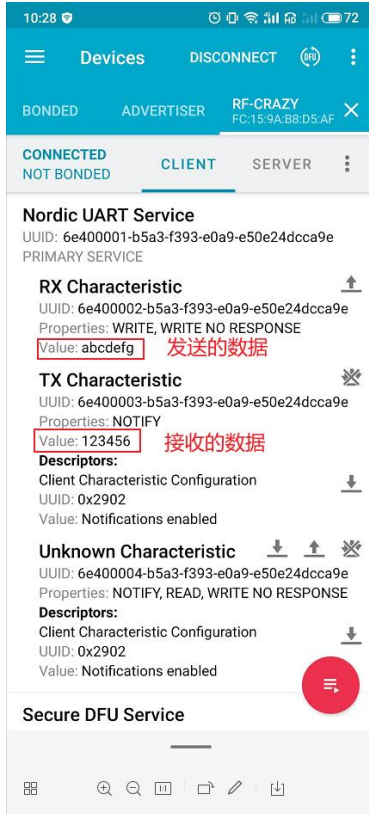 10:28 72
Devices DISCONNECT DFU
BONDED ADVERTISER RF-CRAZY
FC:15:9A:B8:D5:AF
CONNECTED
NOT BONDED CLIENT SERVER
Nordic UART Service
UUID: 6e400001-b5a3-f393-e0a9-e50e24dcca9e
PRIMARY SERVICE
RX Characteristic
UUID: 6e400002-b5a3-f393-e0a9-e50e24dcca9e
Properties: WRITE, WRITE NO RESPONSE
Value: abcdefg 发送的数据
TX Characteristic
UUID: 6e400003-b5a3-f393-e0a9-e50e24dcca9e
Properties: NOTIFY
Value: 123456 接收的数据
Descriptors:
Client Characteristic Configuration
UUID: 0x2902
Value: Notifications enabled
Unknown Characteristic
UUID: 6e400004-b5a3-f393-e0a9-e50e24dcca9e
Properties: NOTIFY, READ, WRITE NO RESPONSE
Descriptors:
Client Characteristic Configuration
UUID: 0x2902
Value: Notifications enabled
Secure DFU Service
1:1